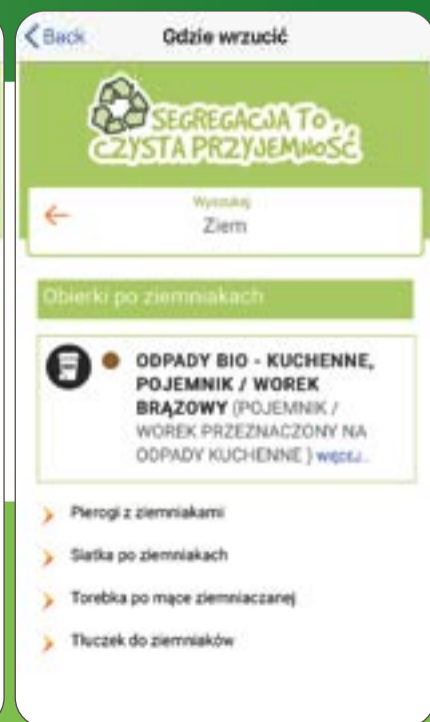 Back Gdzie wrzucić
SEGREGACJA TO
CZYSTA PRZYJEMNOŚĆ
Wyszukaj
Ziem
Obierki po ziemniakach
ODPADY BIO - KUCHENNE,
POJEMNIK / WOREK
BRĄZOWY (POJEMNIK /
WOREK PRZEZNACZONY NA
ODPADY KUCHENNE ) WIĘCEJ...
Pierogi z ziemniakami
Siatka po ziemniakach
Torebka po mące ziemniaczanej
Tłuczek do ziemniaków